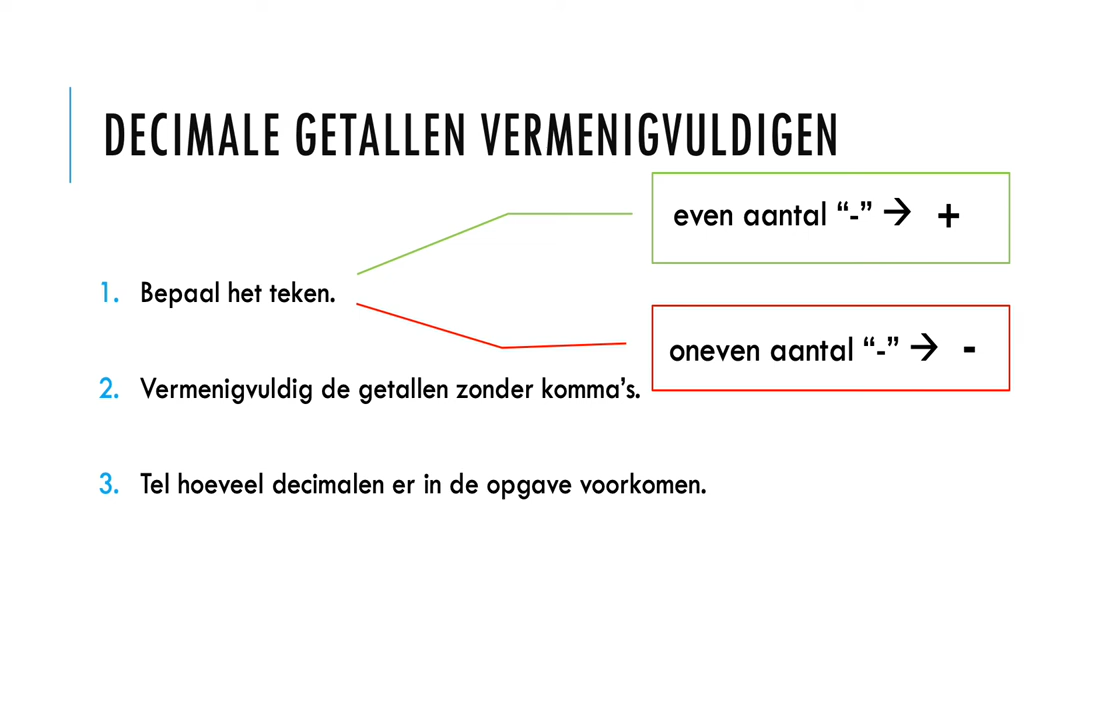 DECIMALE GETALLEN VERMENIGVULDIGEN
even aantal “-” → +
1. Bepaal het teken.
oneven aantal “-” → -
2. Vermenigvuldig de getallen zonder komma’s.
3. Tel hoeveel decimalen er in de opgave voorkomen.